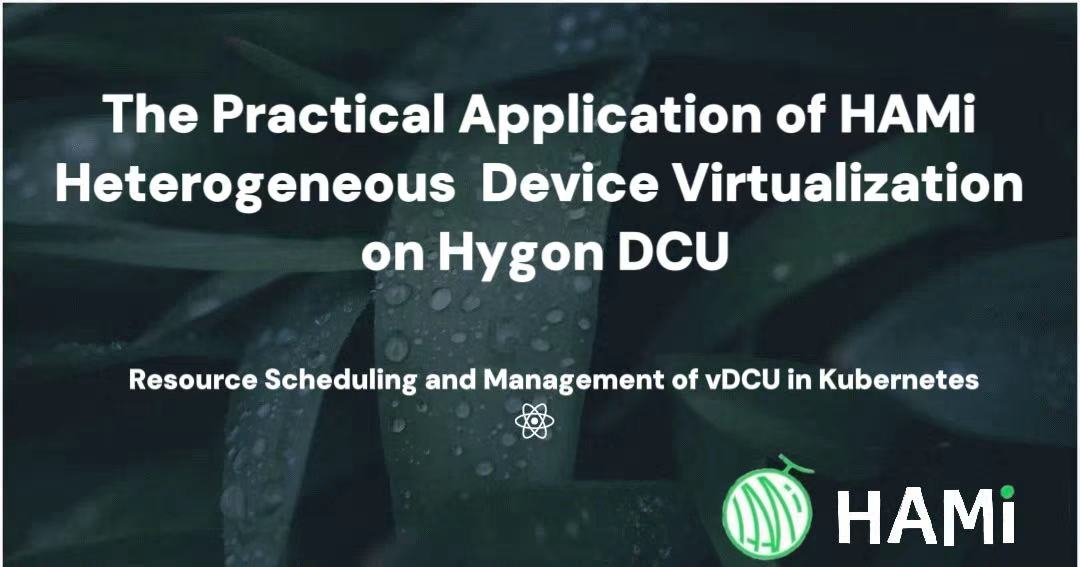 The Practical Application of HAMi
Heterogeneous  Device Virtualization
on Hygon DCU
Resource Scheduling and Management of vDCU in Kubernetes
HAMi
HAMi